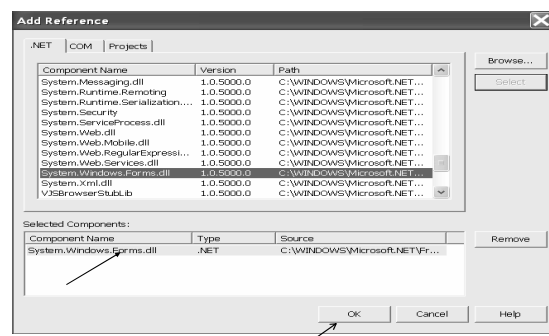 Add Reference
.NET COM Projects
Browse...
Component Name Version Path
Select
System.Messaging.dll 1.0.5000.0 C:\WINDOWS\Microsoft.NET...
System.Runtime.Remoting 1.0.5000.0 C:\WINDOWS\Microsoft.NET...
System.Runtime.Serialization.... 1.0.5000.0 C:\WINDOWS\Microsoft.NET...
System.Security 1.0.5000.0 C:\WINDOWS\Microsoft.NET...
System.ServiceProcess.dll 1.0.5000.0 C:\WINDOWS\Microsoft.NET...
System.Web.dll 1.0.5000.0 C:\WINDOWS\Microsoft.NET...
System.Web.Mobile.dll 1.0.5000.0 C:\WINDOWS\Microsoft.NET...
System.Web.RegularExpressi... 1.0.5000.0 C:\WINDOWS\Microsoft.NET...
System.Web.Services.dll 1.0.5000.0 C:\WINDOWS\Microsoft.NET...
System.Windows.Forms.dll 1.0.5000.0 C:\WINDOWS\Microsoft.NET...
System.Xml.dll 1.0.5000.0 C:\WINDOWS\Microsoft.NET...
VJSBrowserStubLib 1.0.5000.0 C:\WINDOWS\Microsoft.NET...
Selected Components:
Component Name Type Source
Remove
System.Windows.Forms.dll .NET C:\WINDOWS\Microsoft.NET\Fr...
OK Cancel Help